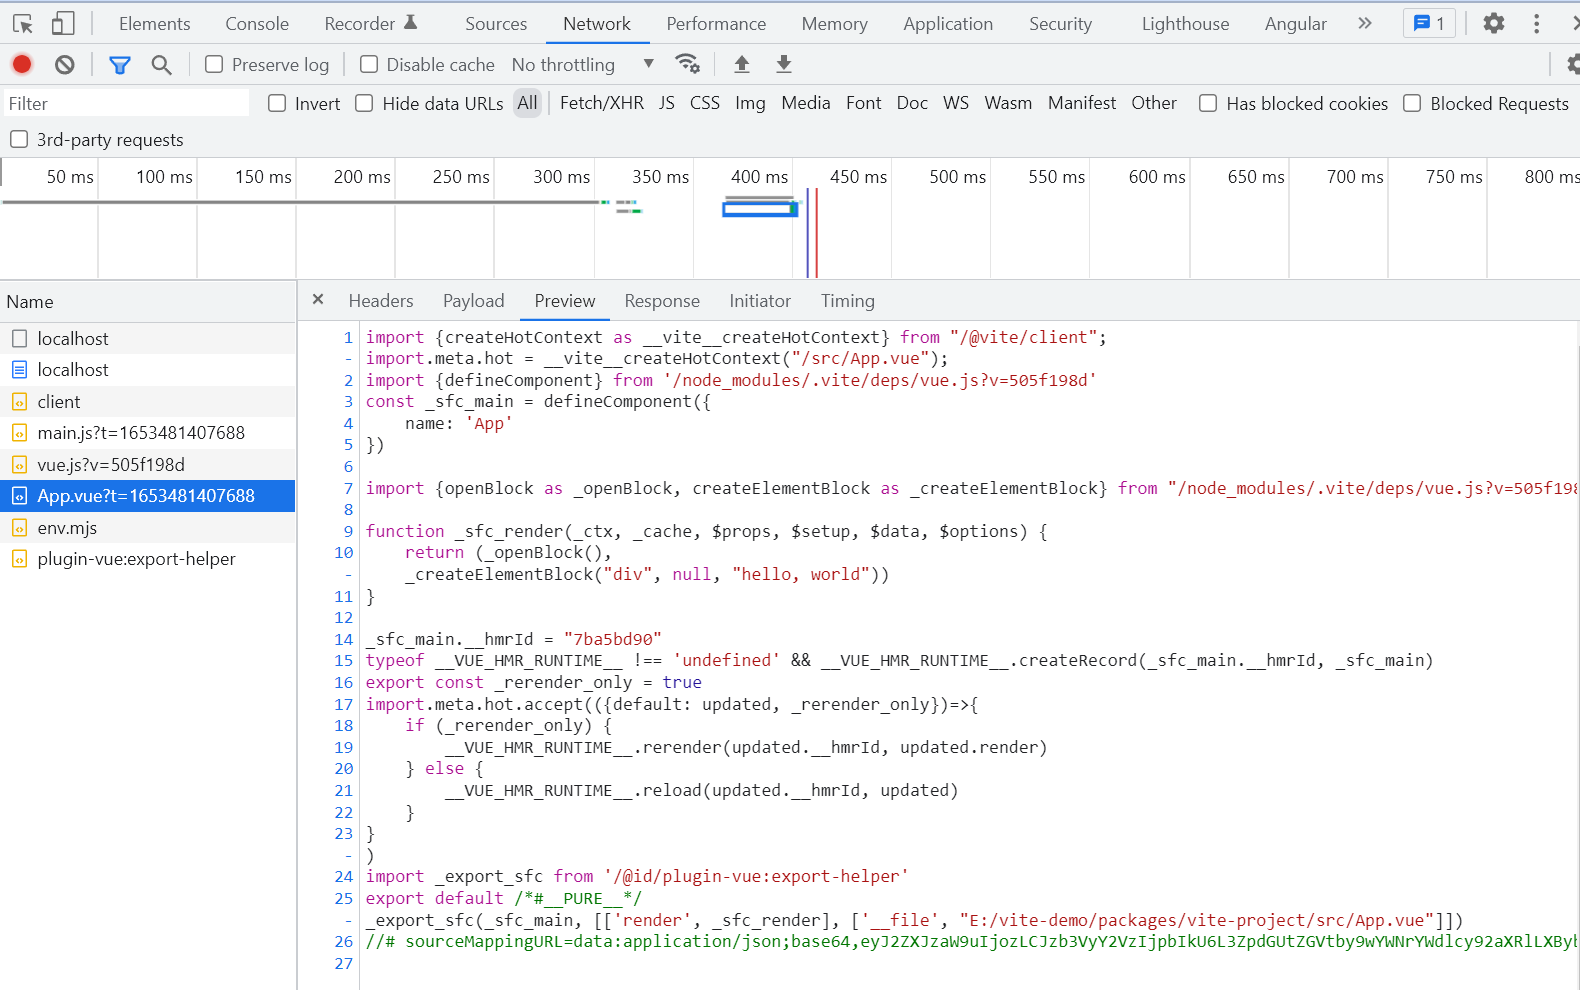 Elements Console Recorder Sources Network Performance Memory Application Security Lighthouse Angular » 1
Preserve log Disable cache No throttling
Filter Invert Hide data URLs All Fetch/XHR JS CSS Img Media Font Doc WS Wasm Manifest Other Has blocked cookies Blocked Requests
3rd-party requests
50 ms 100 ms 150 ms 200 ms 250 ms 300 ms 350 ms 400 ms 450 ms 500 ms 550 ms 600 ms 650 ms 700 ms 750 ms 800 ms
Name
localhost
localhost
client
main.js?t=1653481407688
vue.js?v=505f198d
App.vue?t=1653481407688
env.mjs
plugin-vue:export-helper
× Headers Payload Preview Response Initiator Timing
1 import {createHotContext as __vite__createHotContext} from "/@vite/client";
- import.meta.hot = __vite__createHotContext("/src/App.vue");
2 import {defineComponent} from '/node_modules/.vite/deps/vue.js?v=505f198d'
3 const _sfc_main = defineComponent({
4     name: 'App'
5 })
6
7 import {openBlock as _openBlock, createElementBlock as _createElementBlock} from "/node_modules/.vite/deps/vue.js?v=505f198
8
9 function _sfc_render(_ctx, _cache, $props, $setup, $data, $options) {
10     return (_openBlock(),
-     _createElementBlock("div", null, "hello, world"))
11 }
12
14 _sfc_main.__hmrId = "7ba5bd90"
15 typeof __VUE_HMR_RUNTIME__ !== 'undefined' && __VUE_HMR_RUNTIME__.createRecord(_sfc_main.__hmrId, _sfc_main)
16 export const _rerender_only = true
17 import.meta.hot.accept(({default: updated, _rerender_only})=>{
18     if (_rerender_only) {
19         __VUE_HMR_RUNTIME__.rerender(updated.__hmrId, updated.render)
20     } else {
21         __VUE_HMR_RUNTIME__.reload(updated.__hmrId, updated)
22     }
23 }
- )
24 import _export_sfc from '/@id/plugin-vue:export-helper'
25 export default /*#__PURE__*/
- _export_sfc(_sfc_main, [['render', _sfc_render], ['__file', "E:/vite-demo/packages/vite-project/src/App.vue"]])
26 //# sourceMappingURL=data:application/json;base64,eyJ2ZXJzaW9uIjozLCJzb3VyY2VzIjpbIkU6L3ZpdGUtZGVtby9wYWNrYWdlcy92aXRlLXByb
27